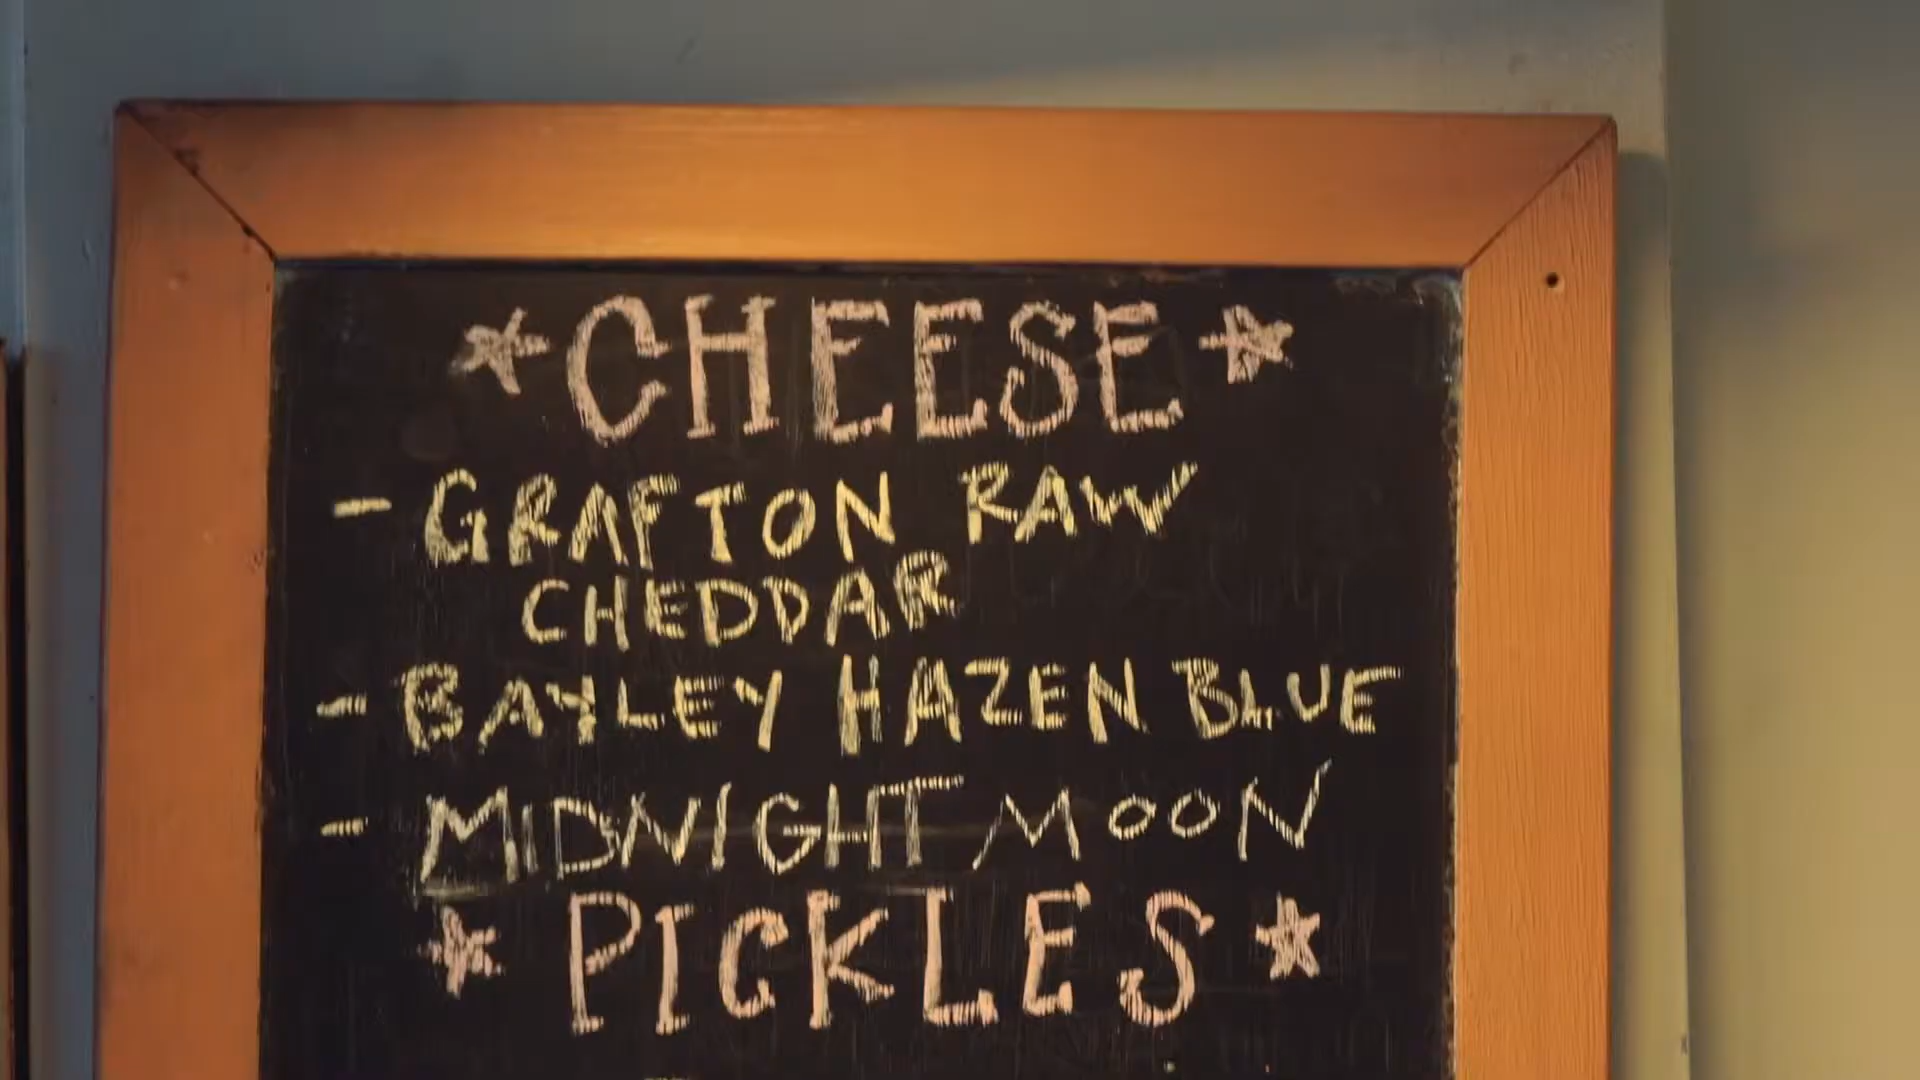 * CHEESE *
- GRAFTON RAW
CHEDDAR
- BAYLEY HAZEN BLUE
- MIDNIGHT MOON
* PICKLES *